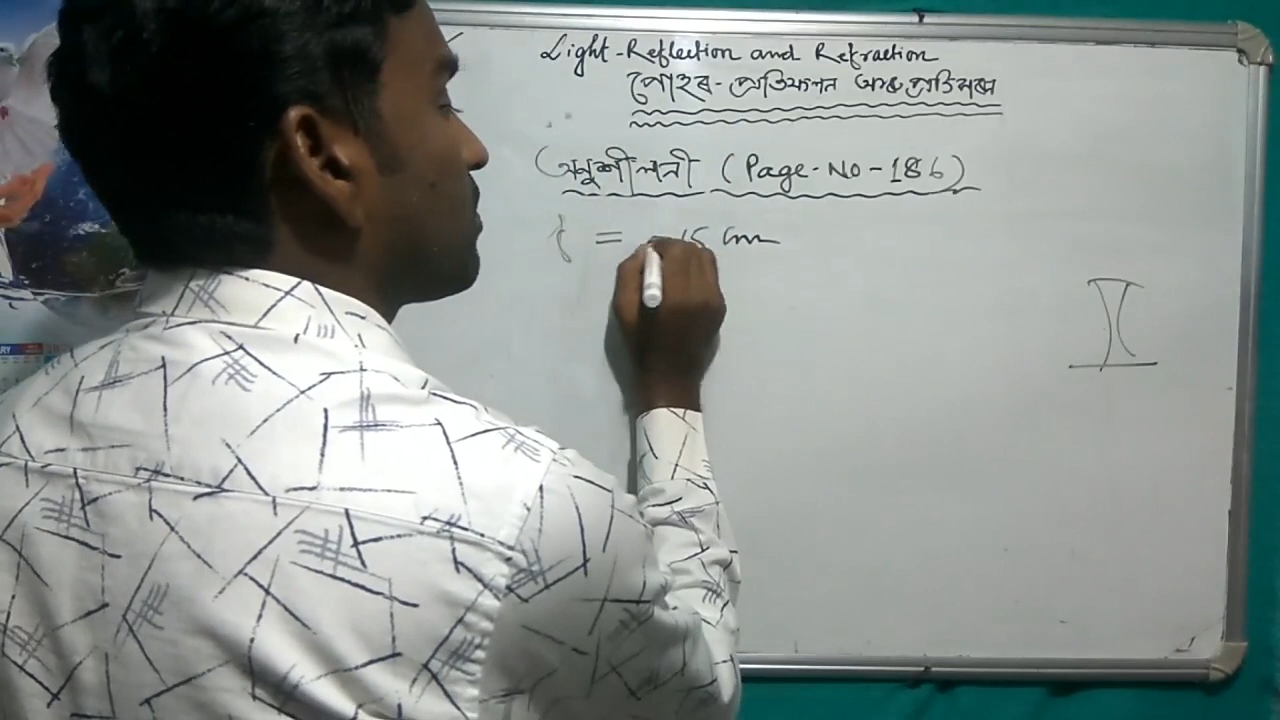 Light - Reflection and Refraction
পোহৰ - প্ৰতিফলন আৰু প্ৰতিসৰণ
অনুশীলনী (Page-No-186)
f = -15 cm